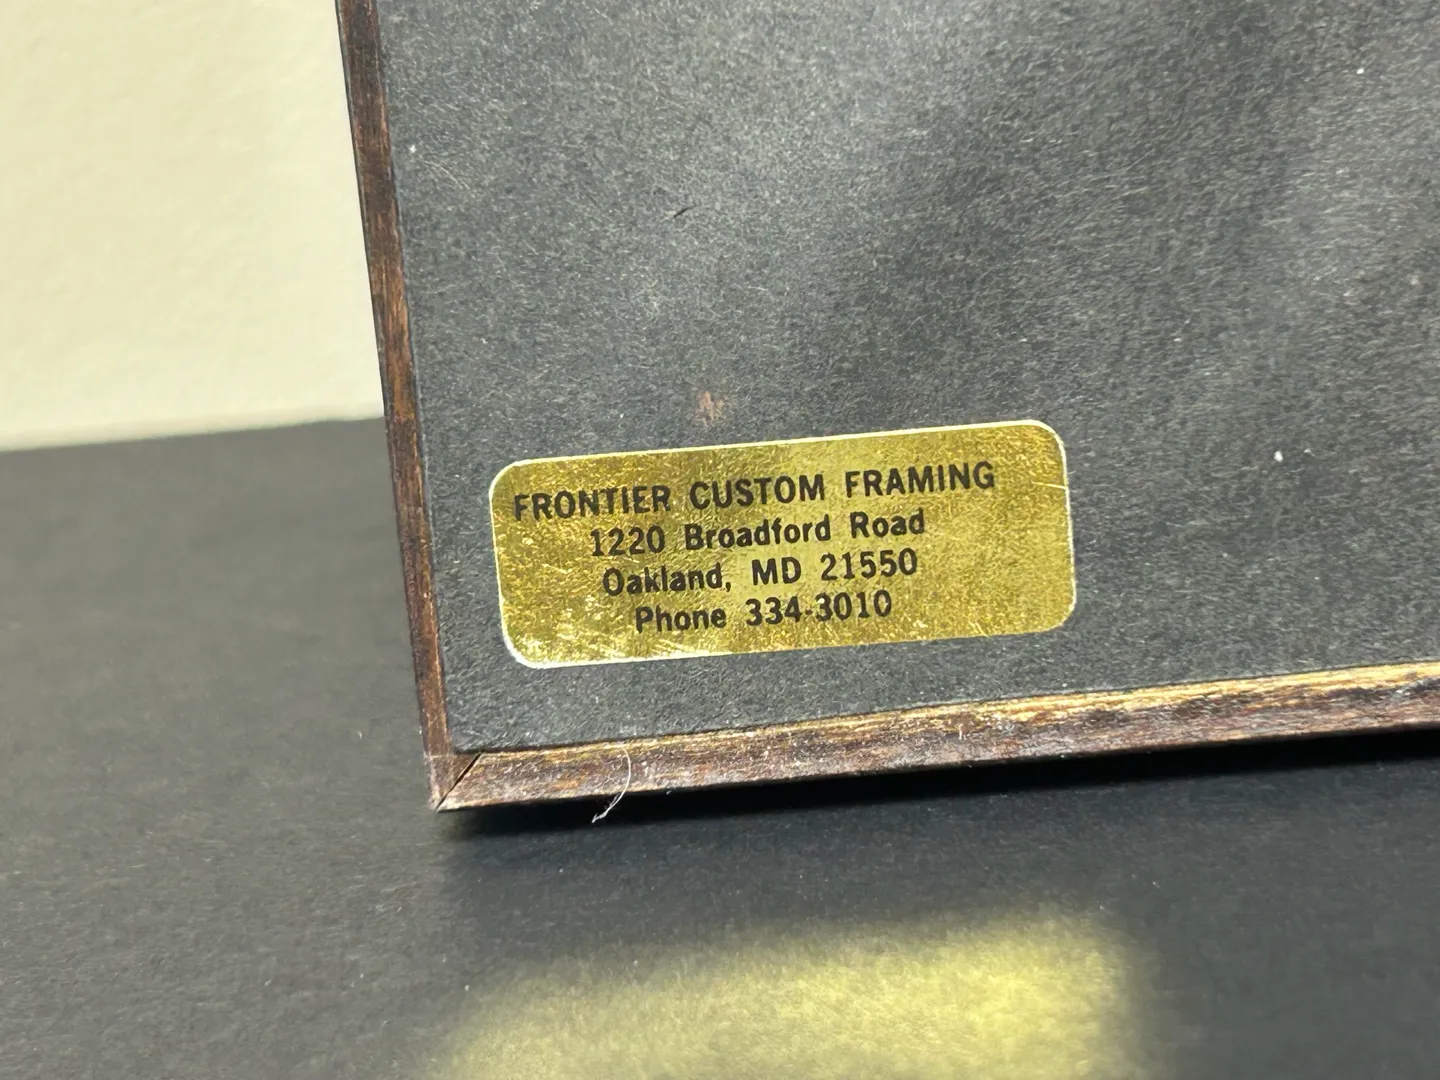 FRONTIER CUSTOM FRAMING
1220 Broadford Road
Oakland, MD 21550
Phone 334-3010